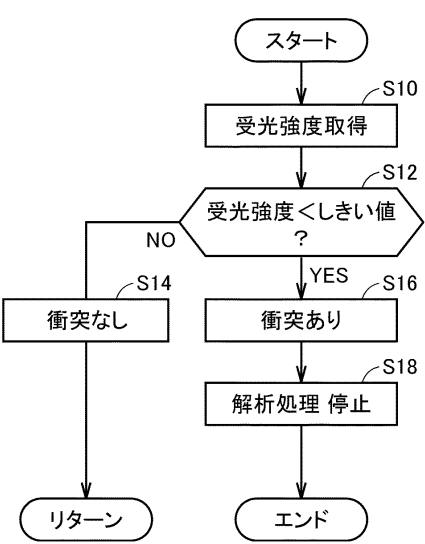 スタート
S10
受光強度取得
S12
受光強度＜しきい値
？
NO
YES
S14
衝突なし
S16
衝突あり
S18
解析処理 停止
リターン
エンド